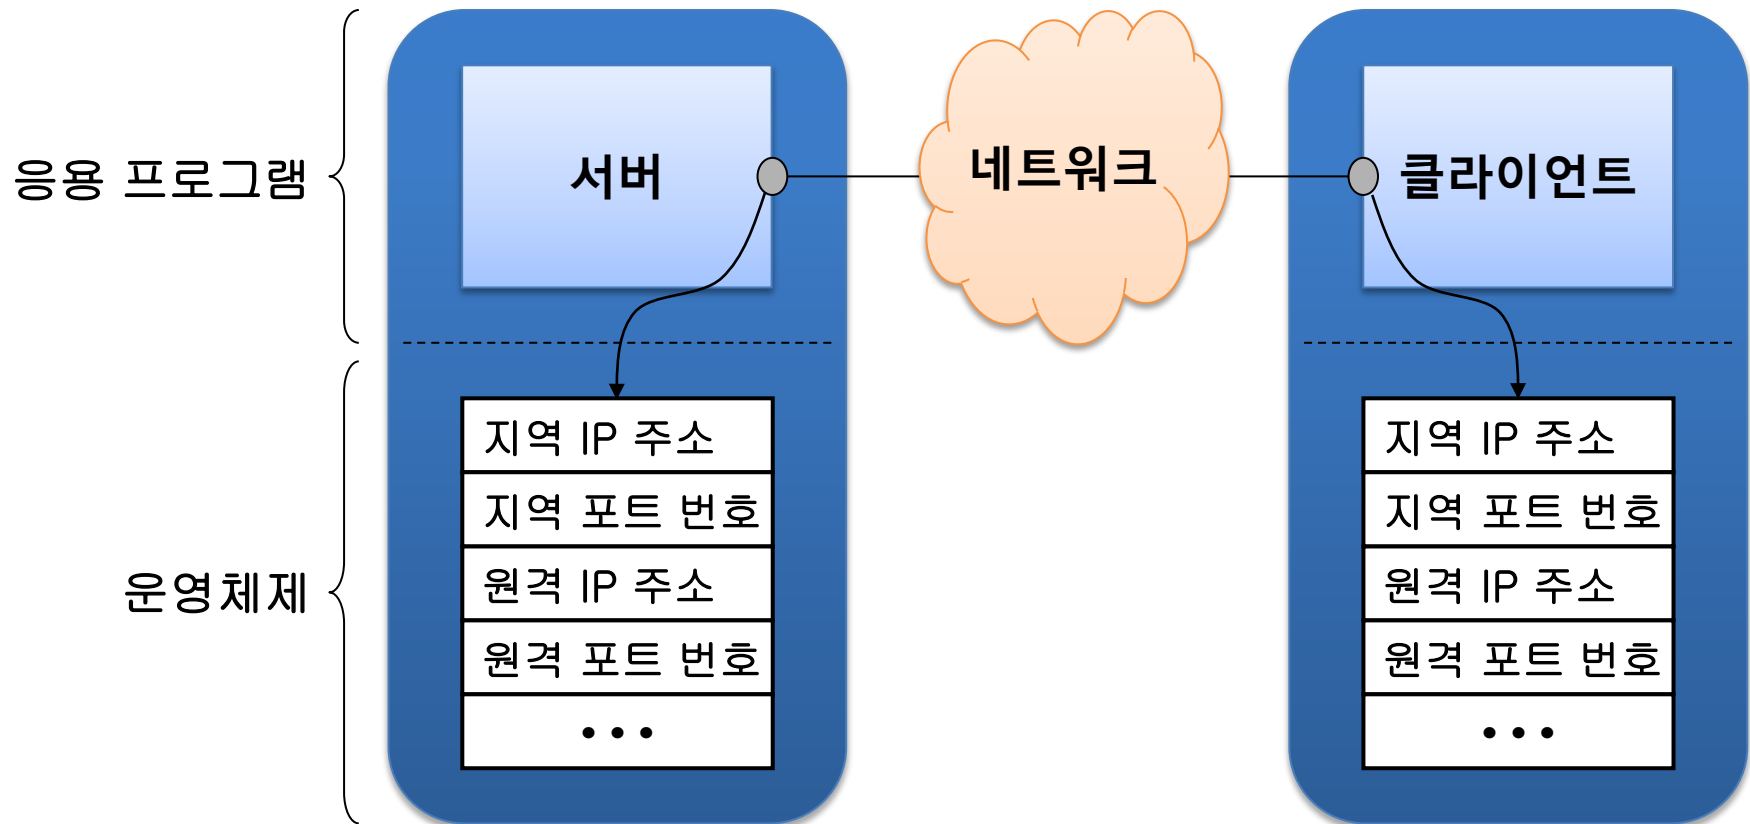 응용 프로그램
서버
네트워크
클라이언트
운영체제
지역 IP 주소
지역 포트 번호
원격 IP 주소
원격 포트 번호
• • •
지역 IP 주소
지역 포트 번호
원격 IP 주소
원격 포트 번호
• • •